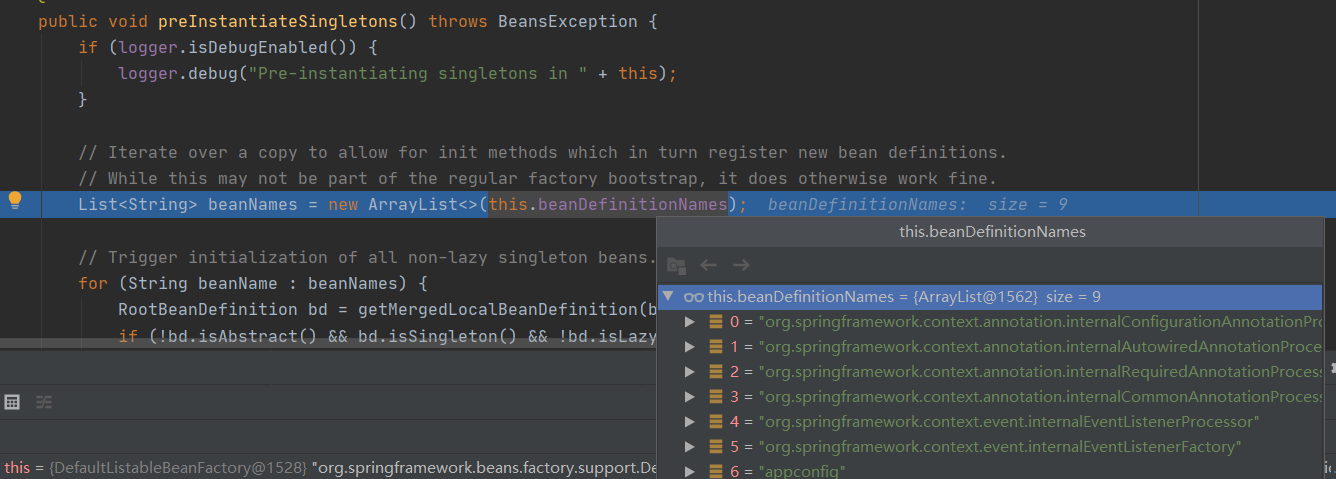 public void preInstantiateSingletons() throws BeansException {
if (logger.isDebugEnabled()) {
logger.debug("Pre-instantiating singletons in " + this);
}
// Iterate over a copy to allow for init methods which in turn register new bean definitions.
// While this may not be part of the regular factory bootstrap, it does otherwise work fine.
List<String> beanNames = new ArrayList<>(this.beanDefinitionNames); beanDefinitionNames: size = 9
this.beanDefinitionNames
// Trigger initialization of all non-lazy singleton beans.
for (String beanName : beanNames) {
this.beanDefinitionNames = {ArrayList@1562} size = 9
RootBeanDefinition bd = getMergedLocalBeanDefinition(b
0 = "org.springframework.context.annotation.internalConfigurationAnnotationPro
if (!bd.isAbstract() && bd.isSingleton() && !bd.isLazy
1 = "org.springframework.context.annotation.internalAutowiredAnnotationProce
2 = "org.springframework.context.annotation.internalRequiredAnnotationProcess
3 = "org.springframework.context.annotation.internalCommonAnnotationProcess
4 = "org.springframework.context.event.internalEventListenerProcessor"
5 = "org.springframework.context.event.internalEventListenerFactory"
6 = "appconfig"
this = {DefaultListableBeanFactory@1528} "org.springframework.beans.factory.support.De